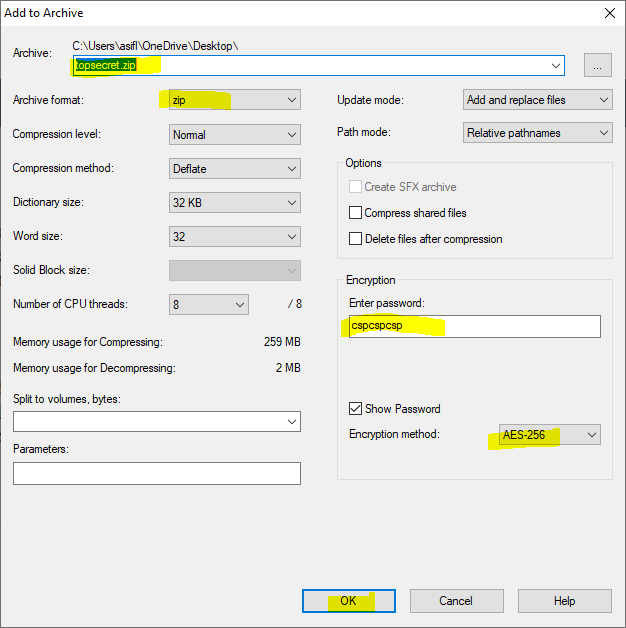 Add to Archive
C:\Users\asifl\OneDrive\Desktop\
Archive:
topsecret.zip
...
Archive format:
zip
Update mode:
Add and replace files
Compression level:
Normal
Path mode:
Relative pathnames
Compression method:
Deflate
Options
Create SFX archive
Dictionary size:
32 KB
Compress shared files
Word size:
32
Delete files after compression
Solid Block size:
Encryption
Number of CPU threads:
8
/ 8
Enter password:
cspcspcsp
Memory usage for Compressing:
259 MB
Memory usage for Decompressing:
2 MB
Split to volumes, bytes:
Show Password
Encryption method:
AES-256
Parameters:
OK
Cancel
Help